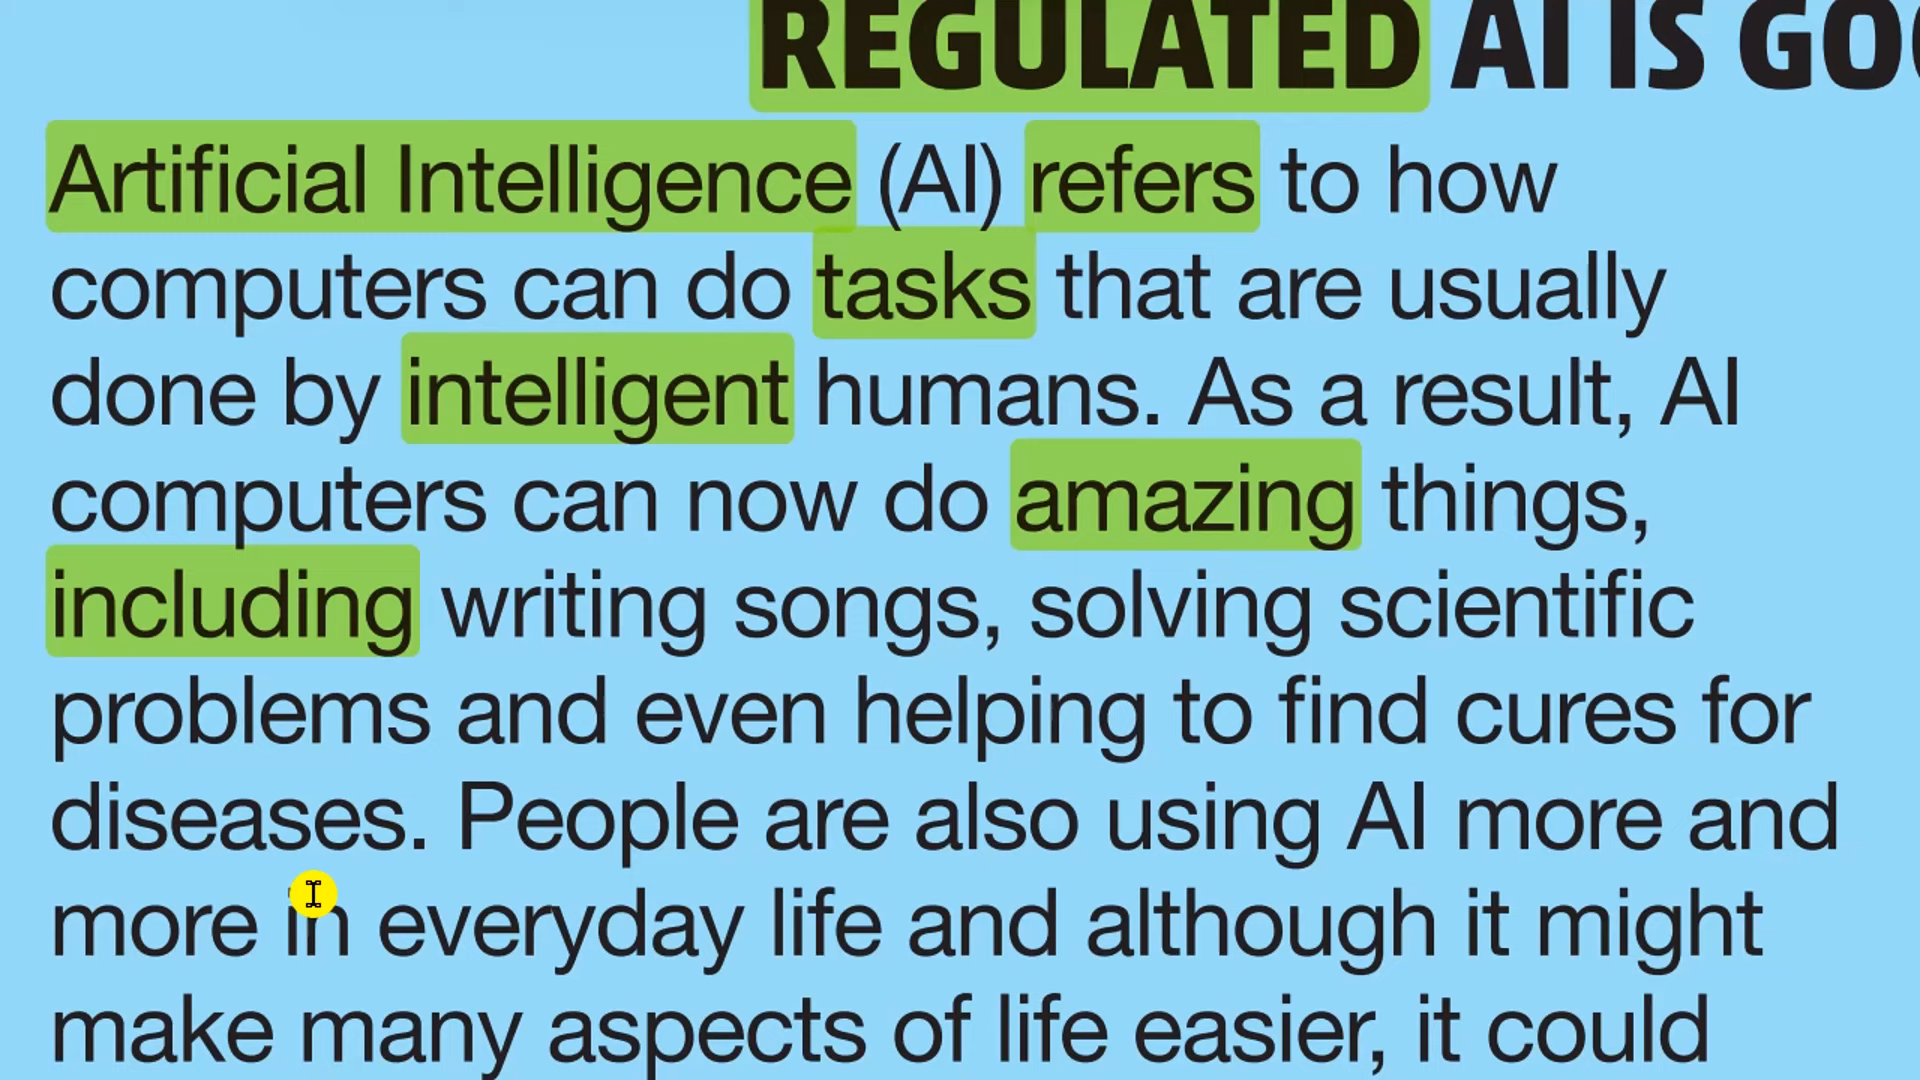 REGULATED AI IS
Artificial Intelligence (AI) refers to how
computers can do tasks that are usually
done by intelligent humans. As a result, AI
computers can now do amazing things,
including writing songs, solving scientific
problems and even helping to find cures for
diseases. People are also using AI more and
more in everyday life and although it might
make many aspects of life easier, it could